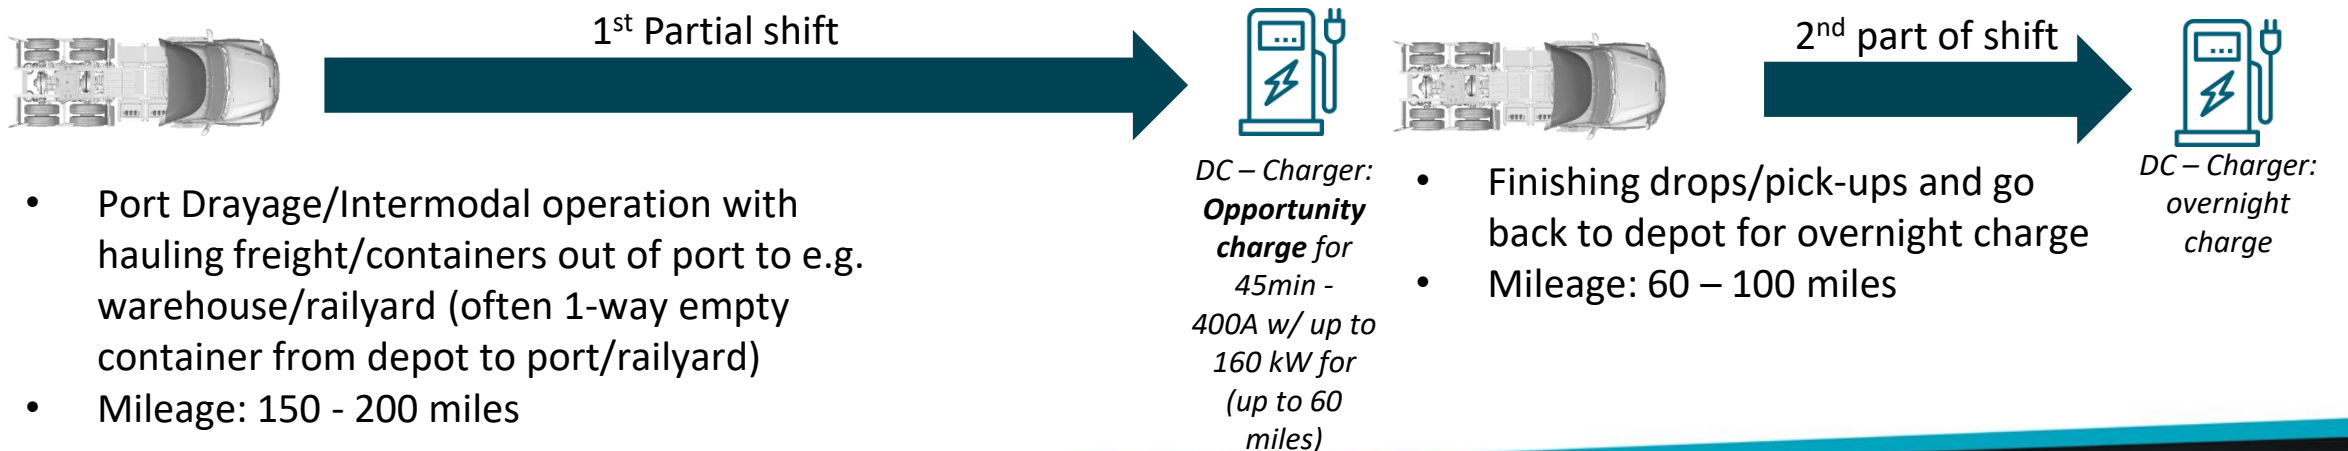 1st Partial shift
• Port Drayage/Intermodal operation with
hauling freight/containers out of port to e.g.
warehouse/railyard (often 1-way empty
container from depot to port/railyard)
• Mileage: 150 - 200 miles
...
DC – Charger:
Opportunity
charge for
45min -
400A w/ up to
160 kW for
(up to 60
miles)
2nd part of shift
• Finishing drops/pick-ups and go
back to depot for overnight charge
• Mileage: 60 – 100 miles
...
DC – Charger:
overnight
charge